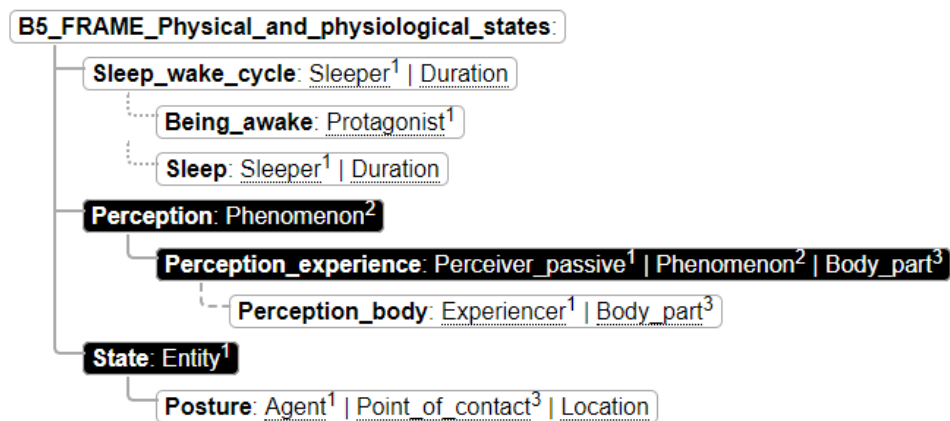 B5_FRAME_Physical_and_physiological_states:
Sleep_wake_cycle: Sleeper¹ | Duration
Being_awake: Protagonist¹
Sleep: Sleeper¹ | Duration
Perception: Phenomenon²
Perception_experience: Perceiver_passive¹ | Phenomenon² | Body_part³
Perception_body: Experiencer¹ | Body_part³
State: Entity¹
Posture: Agent¹ | Point_of_contact³ | Location